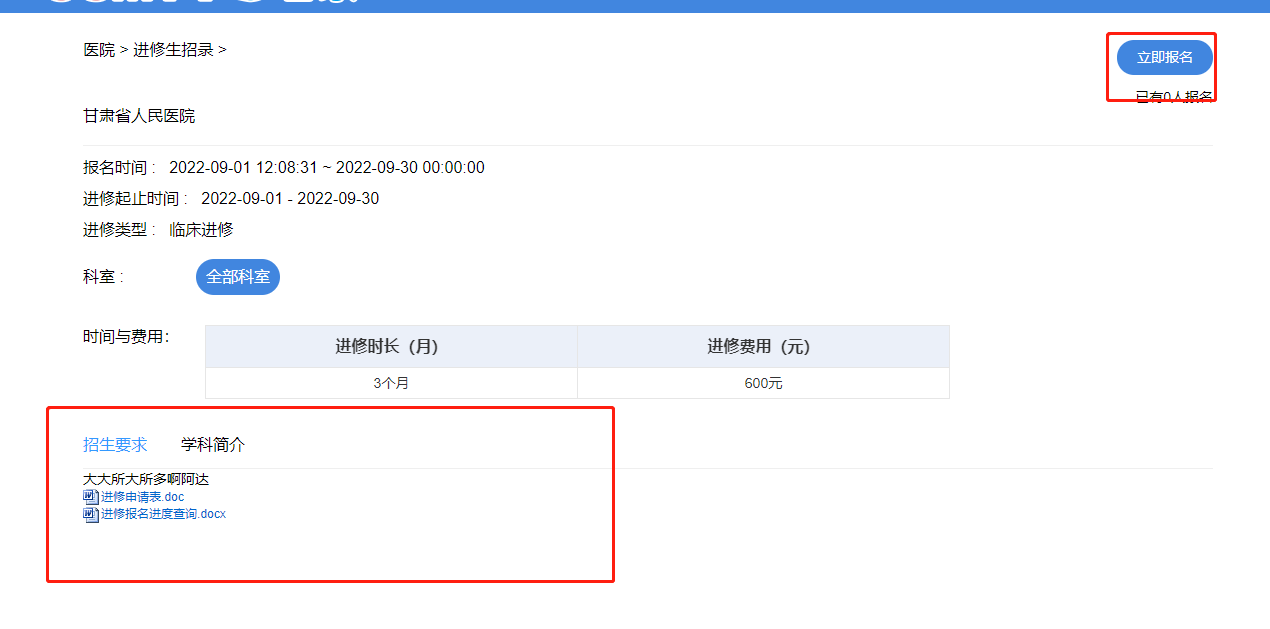 医院 > 进修生招录 >
立即报名
已有0人报名
甘肃省人民医院
报名时间： 2022-09-01 12:08:31 ~ 2022-09-30 00:00:00
进修起止时间： 2022-09-01 - 2022-09-30
进修类型： 临床进修
科室： 全部科室
时间与费用：
进修时长（月） 进修费用（元）
3个月 600元
招生要求 学科简介
大大所大所多啊阿达
进修申请表.doc
进修报名进度查询.docx